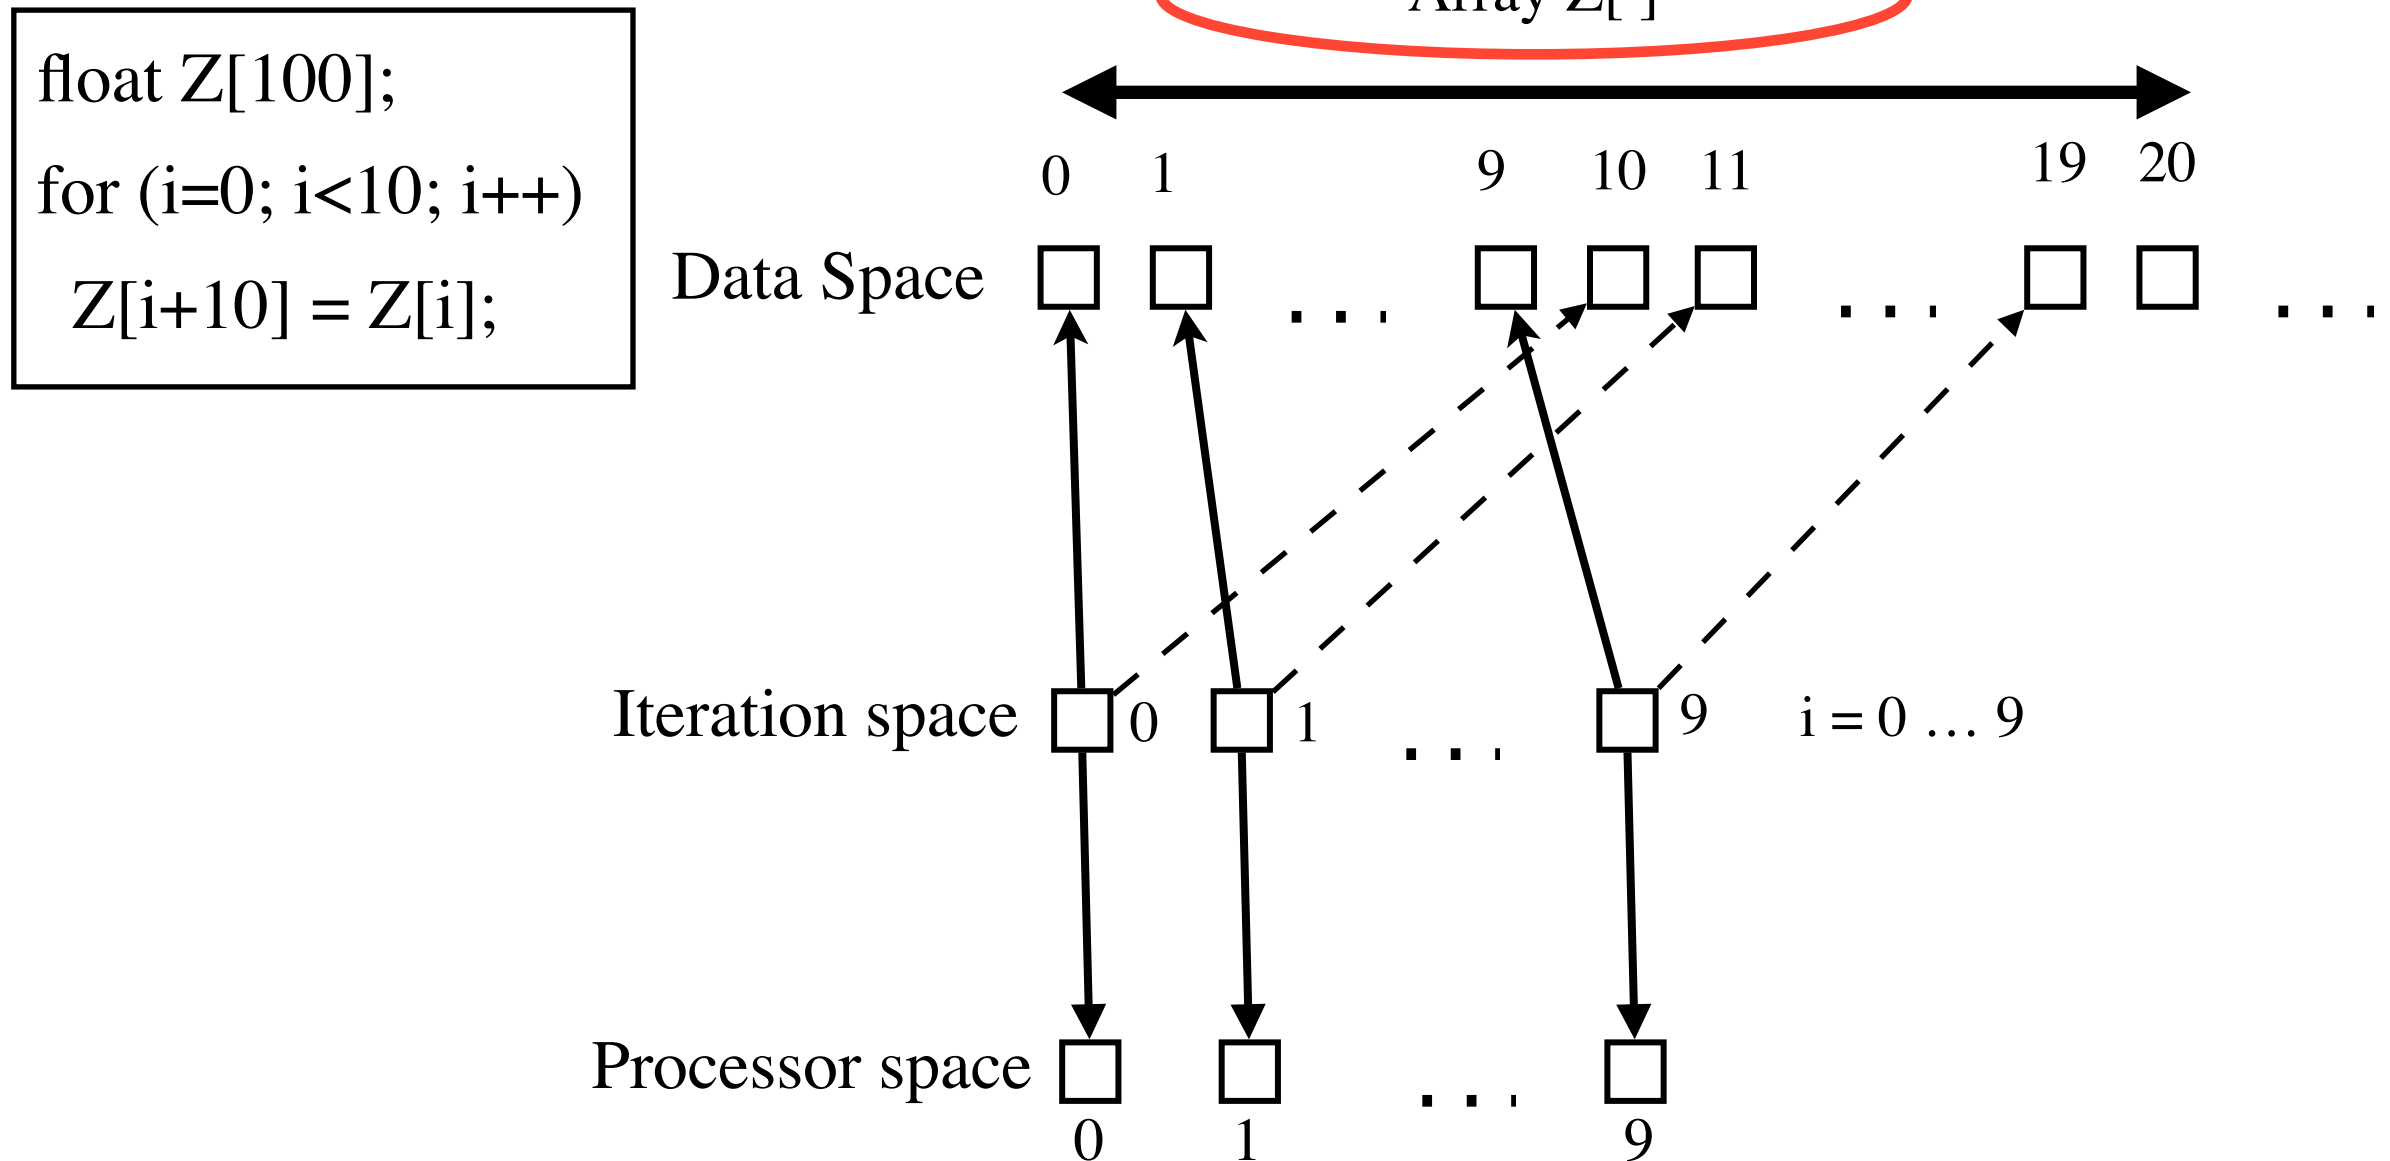 Array Z[ ]
float Z[100];
for (i=0; i<10; i++)
Z[i+10] = Z[i];
0 1 9 10 11 19 20
Data Space . . . . . . . . .
Iteration space 0 1 . . . 9 i = 0 … 9
Processor space . . .
0 1 9